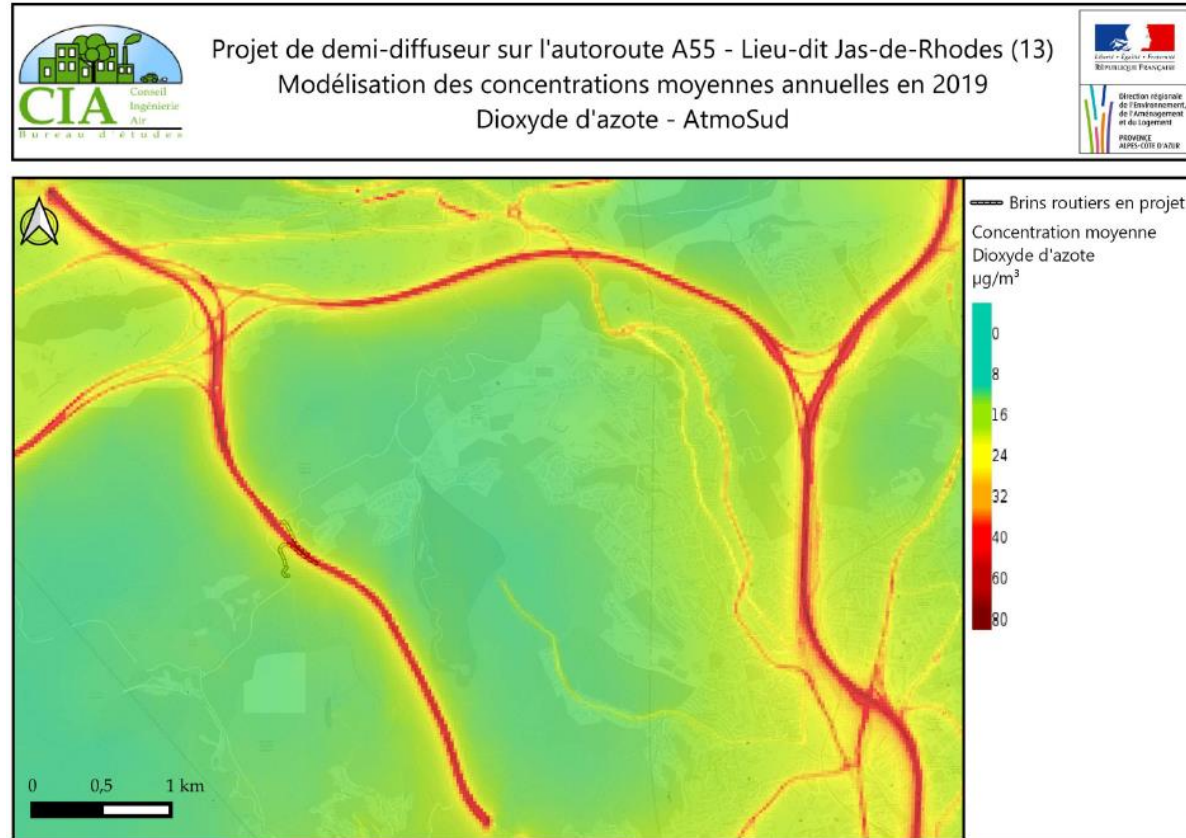 Projet de demi-diffuseur sur l'autoroute A55 - Lieu-dit Jas-de-Rhodes (13)
Modélisation des concentrations moyennes annuelles en 2019
Dioxyde d'azote - AtmoSud
CIA
Conseil
Ingénierie
Air
Bureau d'études
Liberté • Égalité • Fraternité
RÉPUBLIQUE FRANÇAISE
Direction régionale
de l'Environnement,
de l'Aménagement
et du Logement
PROVENCE
ALPES-CÔTE D'AZUR
Brins routiers en projet
Concentration moyenne
Dioxyde d'azote
µg/m³
0
8
16
24
32
40
60
80
0 0,5 1 km